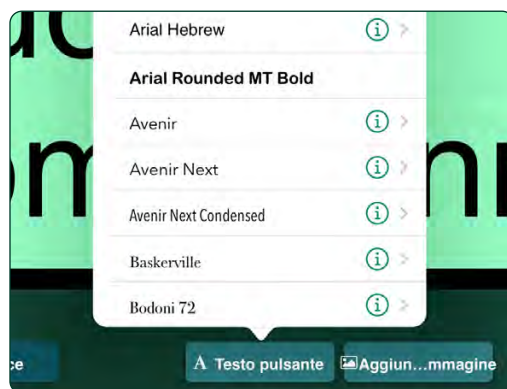 Arial Hebrew
Arial Rounded MT Bold
Avenir
Avenir Next
Avenir Next Condensed
Baskerville
Bodoni 72
A Testo pulsante
Aggiun…mmagine